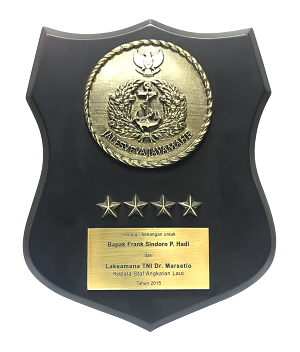 JALESVEVA JAYAMAHE
kenangan untuk
Bapak Frank Sindoro P. Hadi
dari
Laksamana TNI Dr. Marsetio
Kepala Staf Angkatan Laut
Tahun 2015